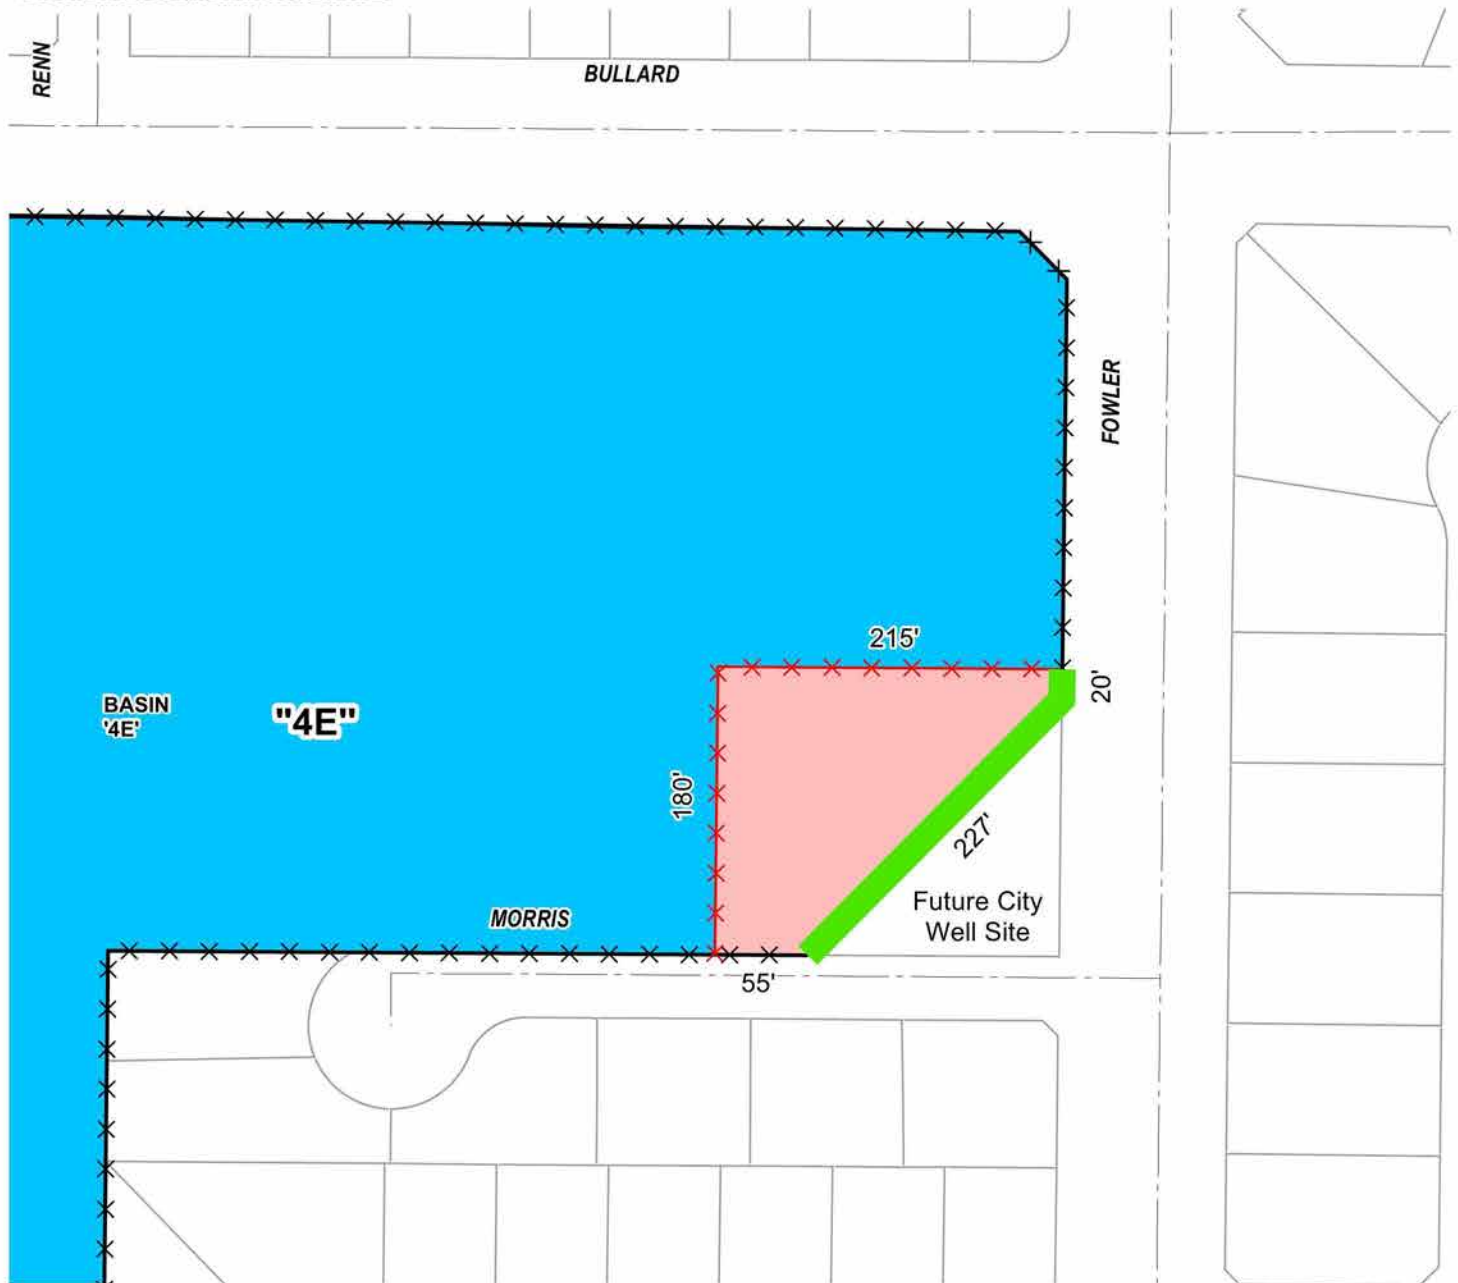 RENN
BULLARD
FOWLER
215'
20'
BASIN
'4E'
"4E"
180'
227'
Future City
Well Site
MORRIS
55'